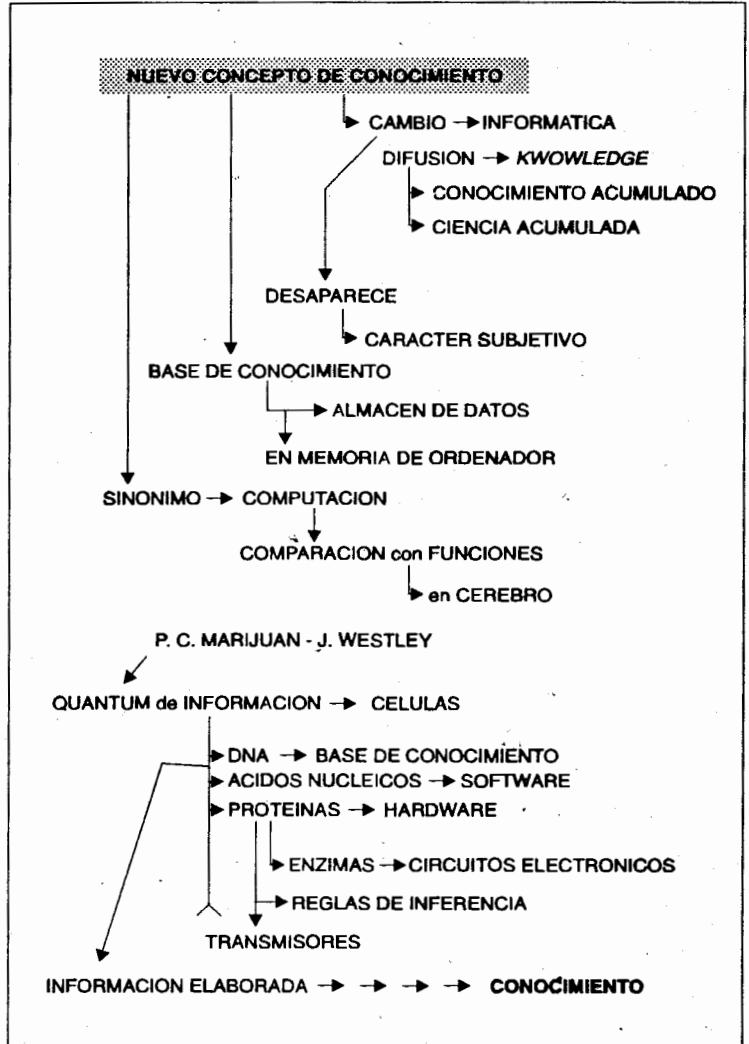 NUEVO CONCEPTO DE CONOCIMIENTO
CAMBIO → INFORMATICA
DIFUSION → KWOWLEDGE
CONOCIMIENTO ACUMULADO
CIENCIA ACUMULADA
DESAPARECE
CARACTER SUBJETIVO
BASE DE CONOCIMIENTO
ALMACEN DE DATOS
EN MEMORIA DE ORDENADOR
SINONIMO → COMPUTACION
COMPARACION con FUNCIONES
en CEREBRO
P. C. MARIJUAN - J. WESTLEY
QUANTUM de INFORMACION → CELULAS
DNA → BASE DE CONOCIMIENTO
ACIDOS NUCLEICOS → SOFTWARE
PROTEINAS → HARDWARE
ENZIMAS → CIRCUITOS ELECTRONICOS
REGLAS DE INFERENCIA
TRANSMISORES
INFORMACION ELABORADA → → → → CONOCIMIENTO